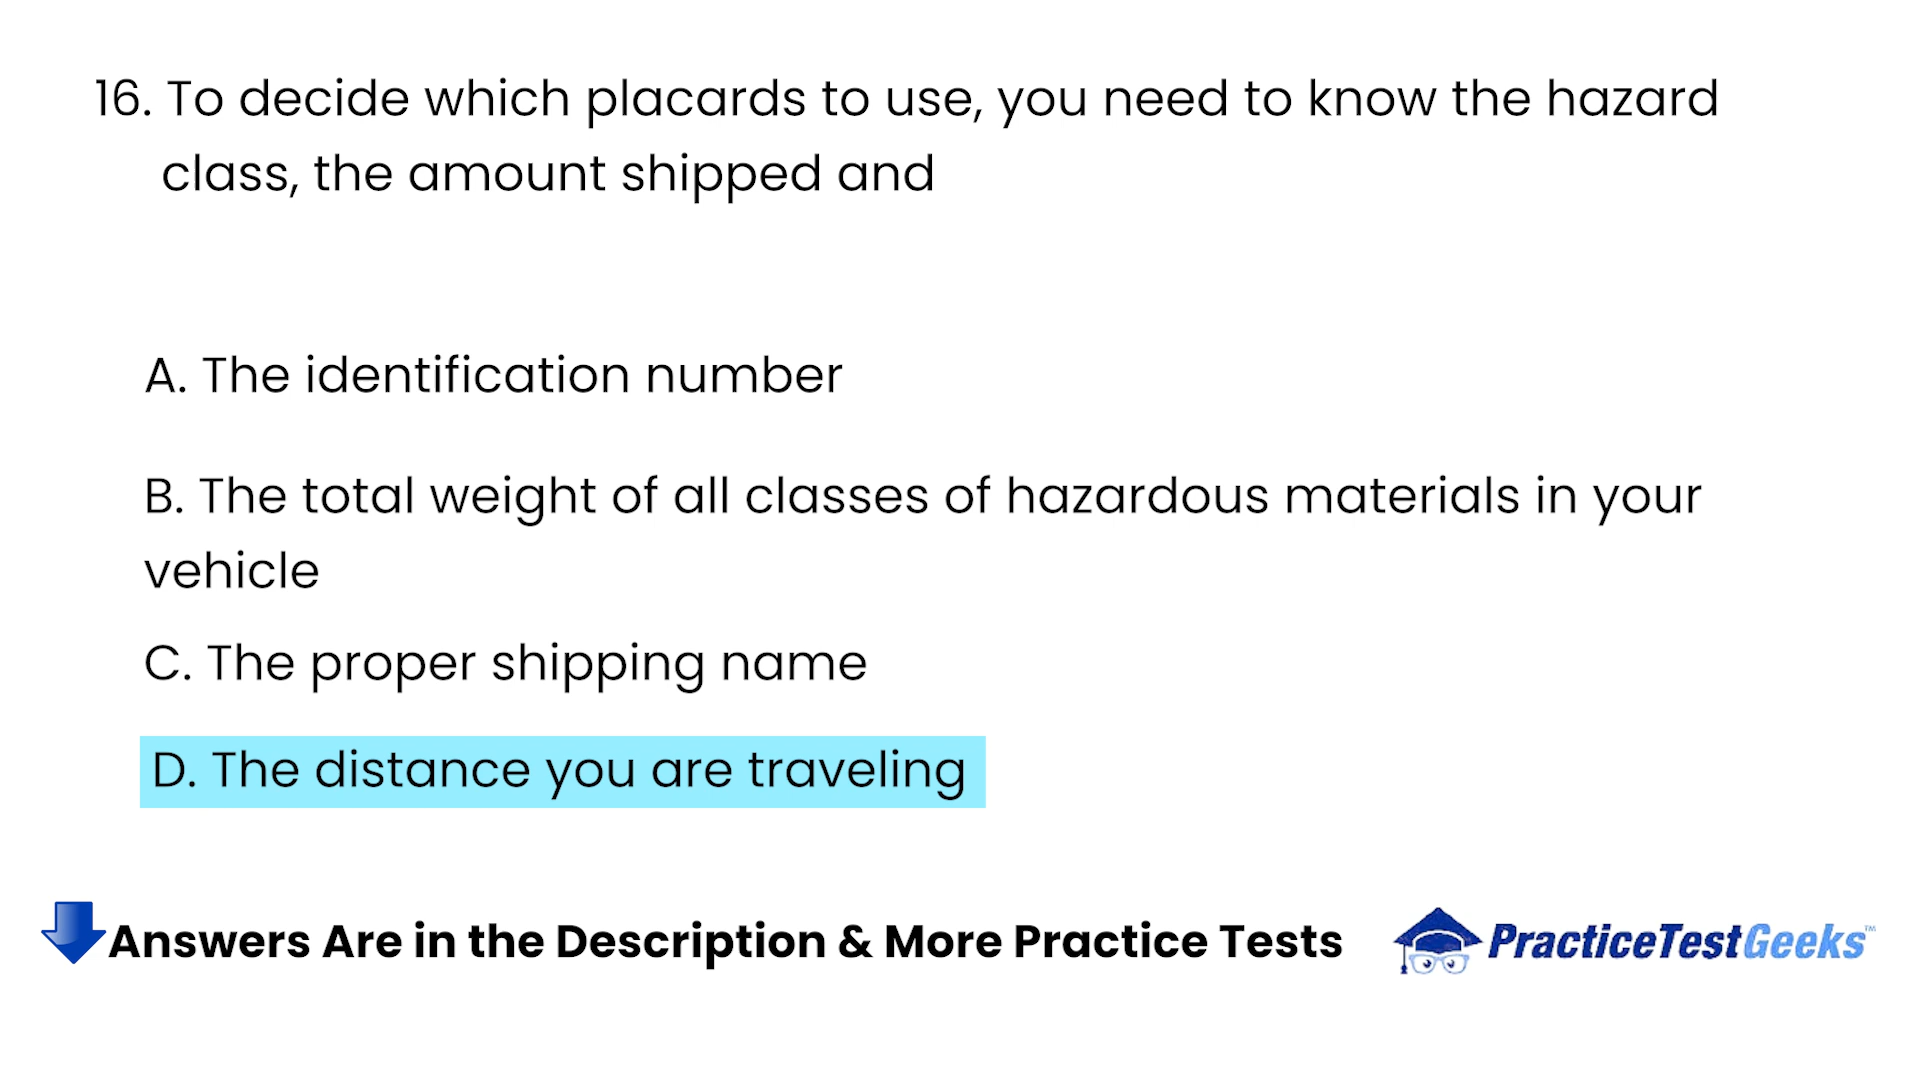 16. To decide which placards to use, you need to know the hazard
class, the amount shipped and
A. The identification number
B. The total weight of all classes of hazardous materials in your
vehicle
C. The proper shipping name
D. The distance you are traveling
Answers Are in the Description & More Practice Tests
PracticeTestGeeks™